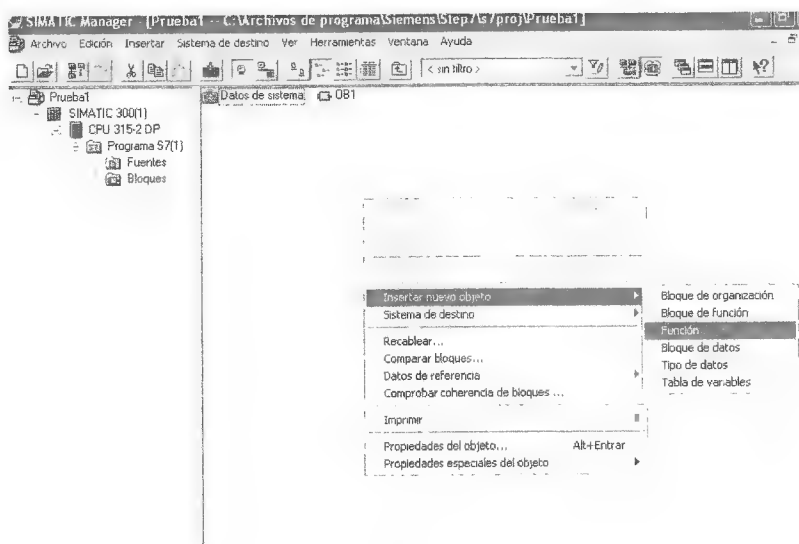 SIMATIC Manager - [Prueba1 -- C:\Archivos de programa\Siemens\Step7\s7proj\Prueba1]
Archivo Edición Insertar Sistema de destino Ver Herramientas Ventana Ayuda
< sin filtro >
Prueba1
SIMATIC 300(1)
CPU 315-2 DP
Programa S7(1)
Fuentes
Bloques
Datos de sistema
OB1
Insertar nuevo objeto
Sistema de destino
Recablear...
Comparar bloques...
Datos de referencia
Comprobar coherencia de bloques ...
Imprimir
Propiedades del objeto... Alt+Entrar
Propiedades especiales del objeto
Bloque de organización
Bloque de función
Función
Bloque de datos
Tipo de datos
Tabla de variables